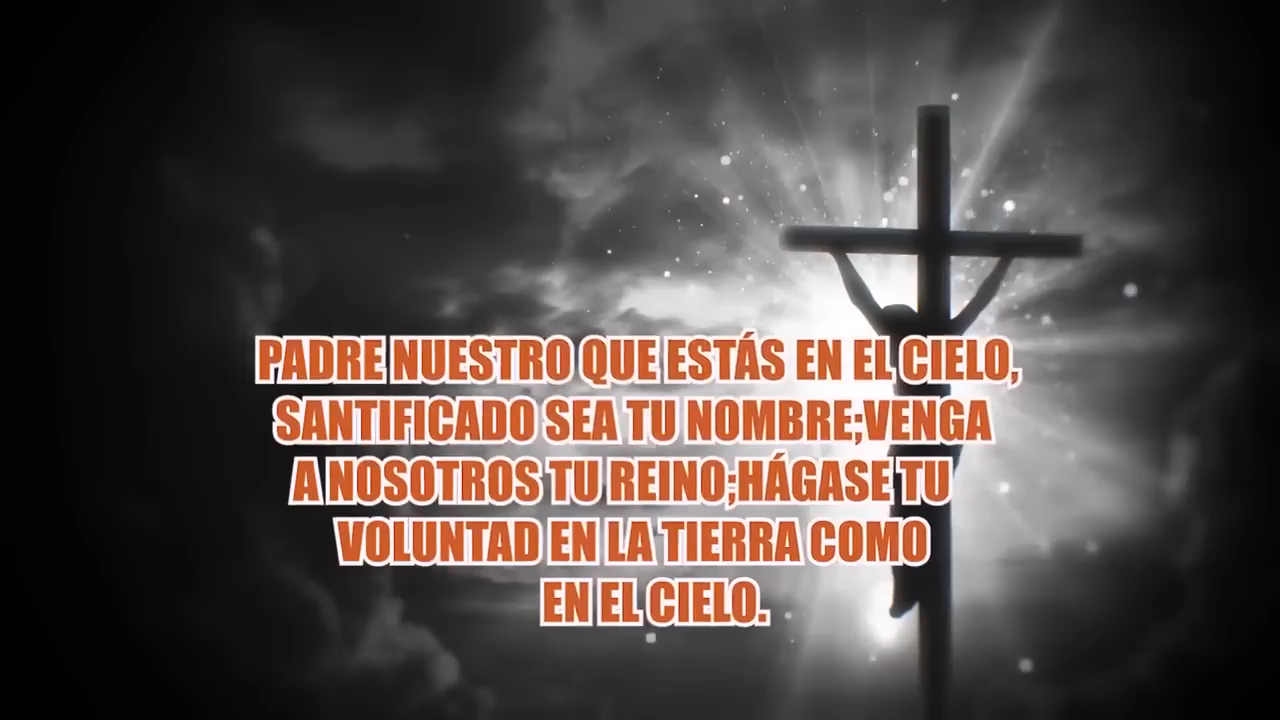 PADRE NUESTRO QUE ESTÁS EN EL CIELO,
SANTIFICADO SEA TU NOMBRE;VENGA
A NOSOTROS TU REINO;HÁGASE TU
VOLUNTAD EN LA TIERRA COMO
EN EL CIELO.